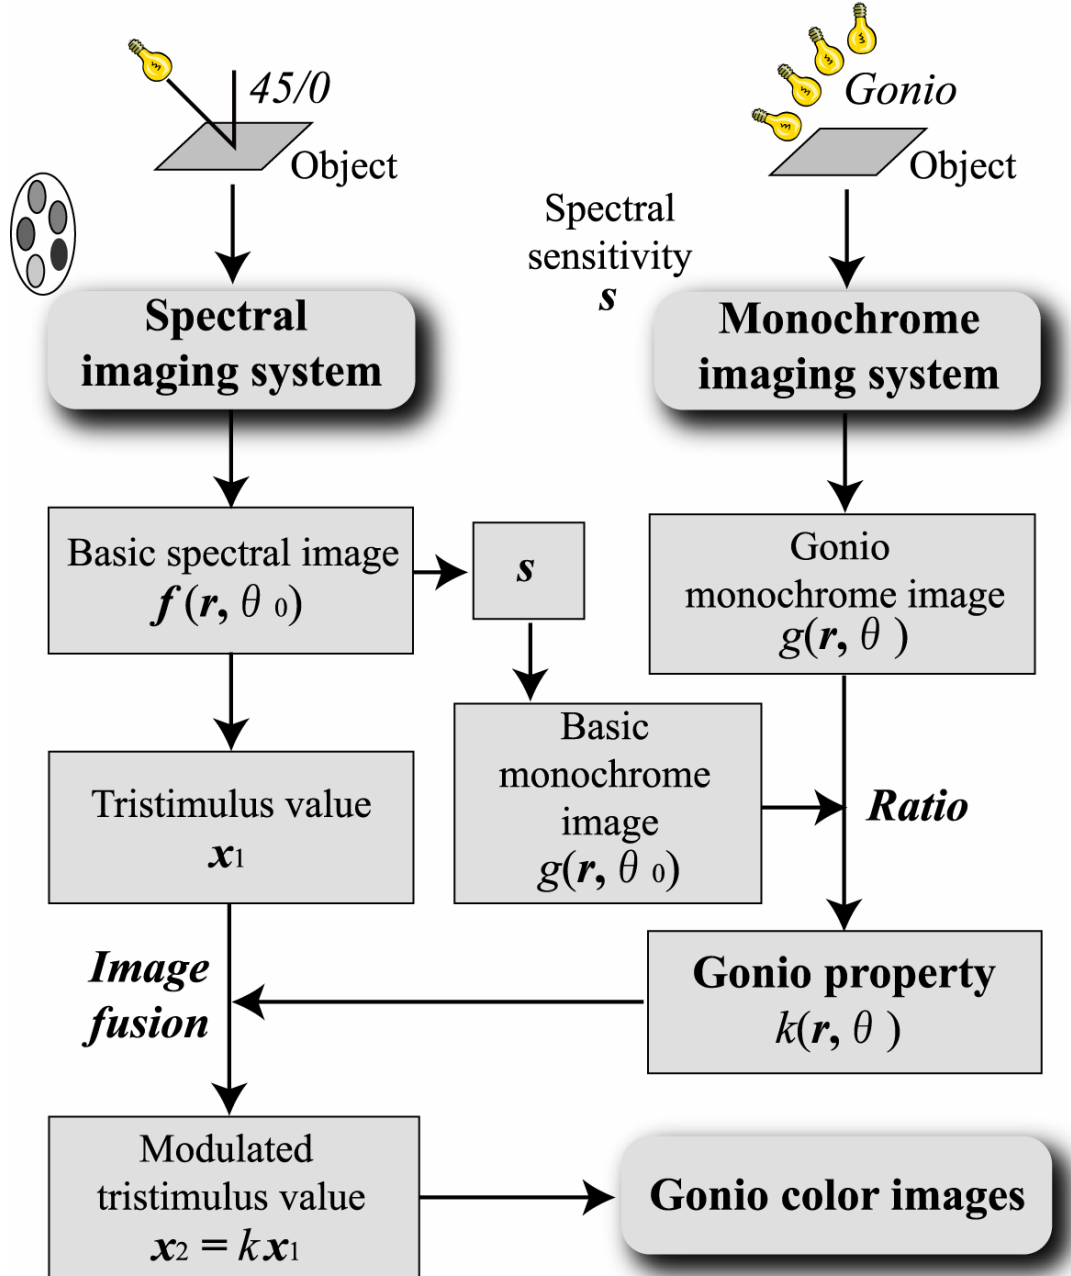 45/0
Object
Gonio
Object
Spectral
sensitivity
s
Spectral
imaging system
Monochrome
imaging system
Basic spectral image
f(r, θ0)
s
Gonio
monochrome image
g(r, θ )
Basic
monochrome
image
g(r, θ0)
Tristimulus value
x1
Ratio
Image
fusion
Gonio property
k(r, θ )
Modulated
tristimulus value
x2 = kx1
Gonio color images